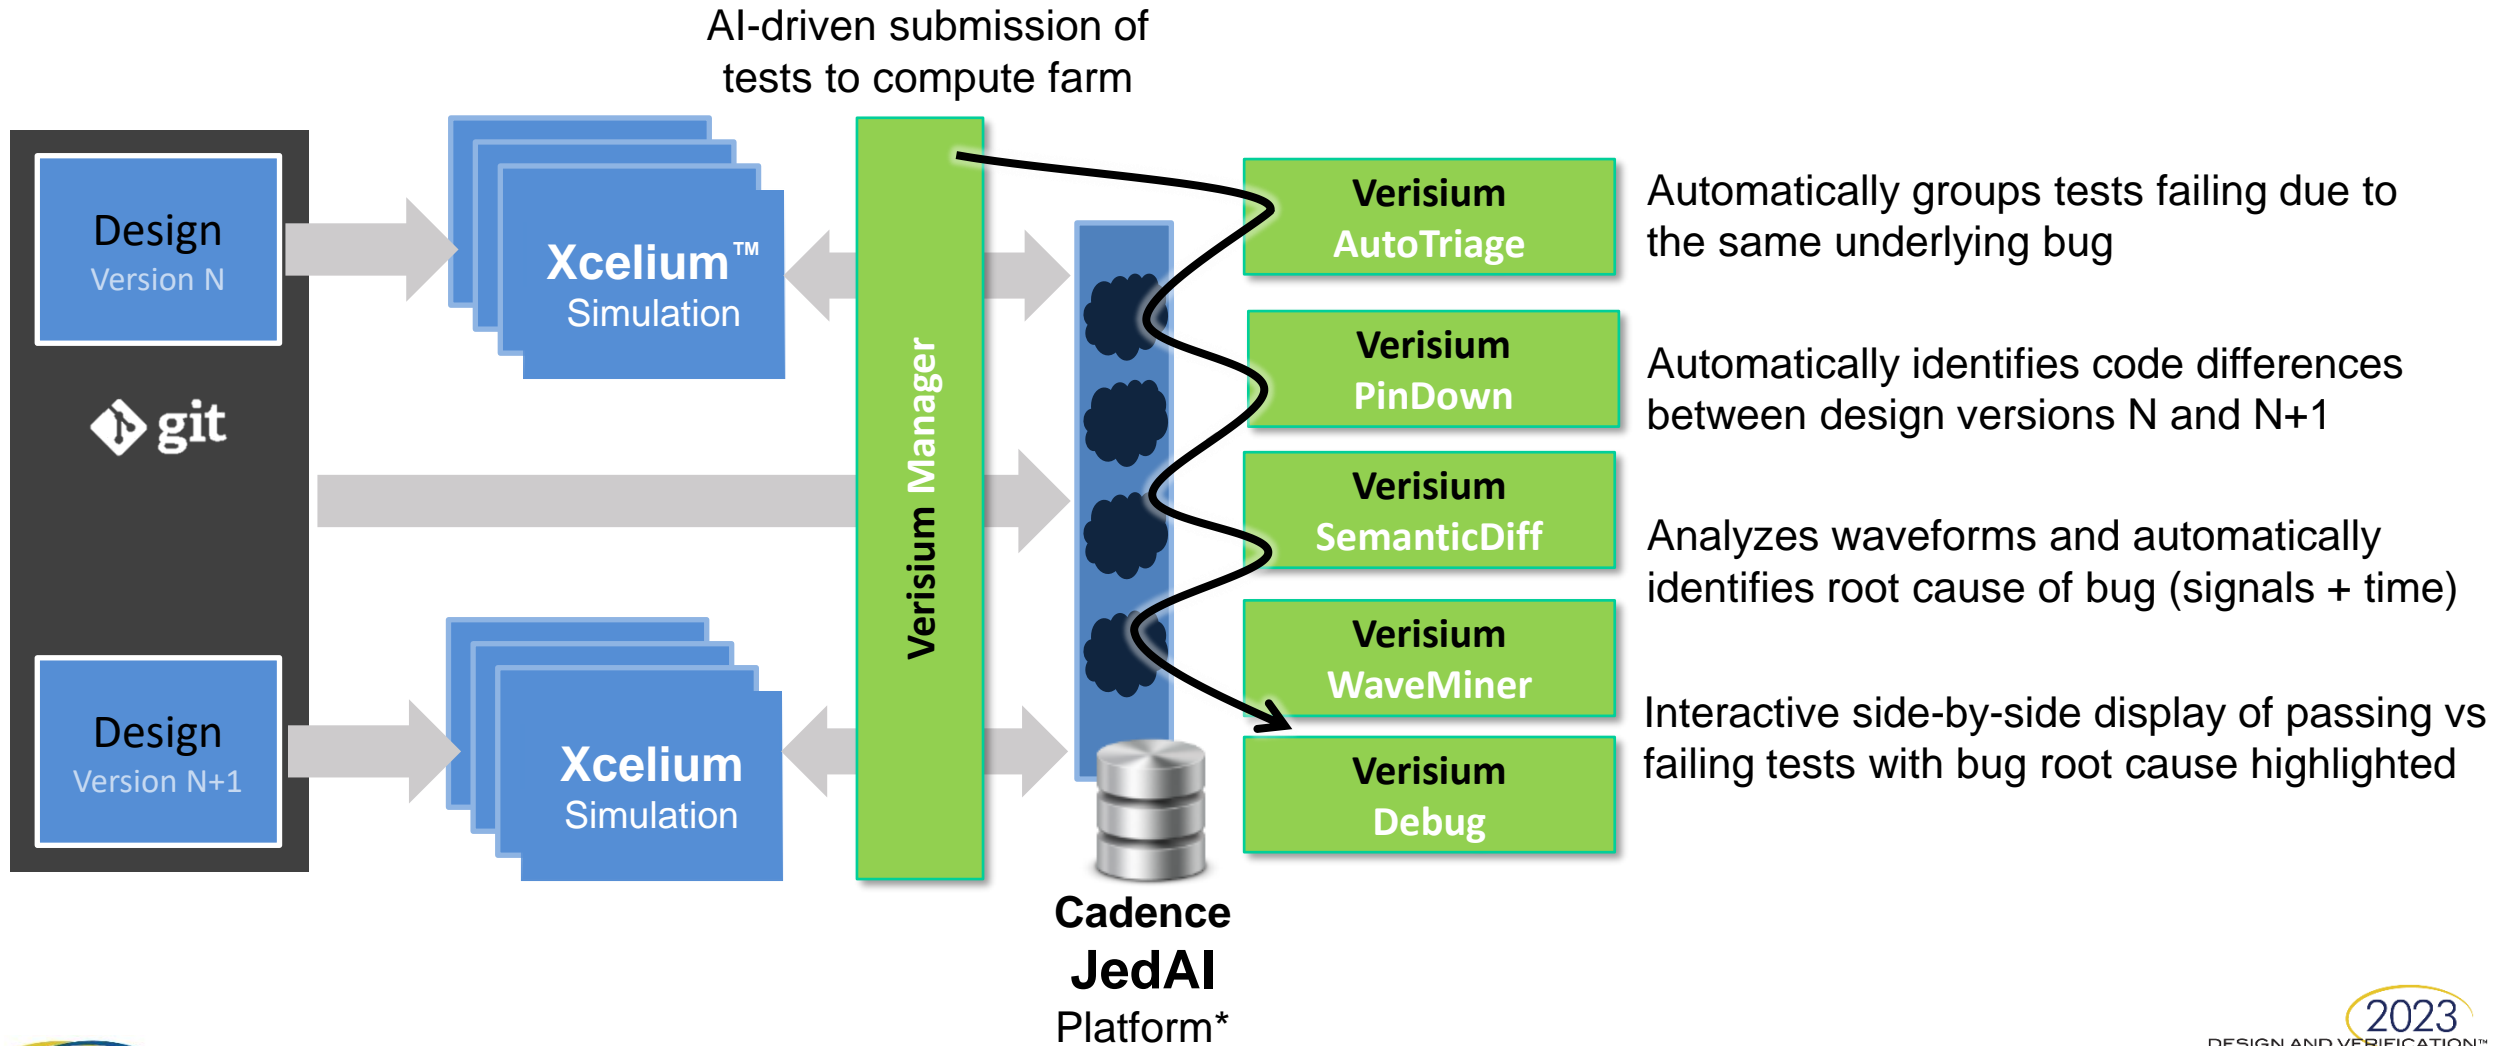 AI-driven submission of
tests to compute farm
Design
Version N
git
Design
Version N+1
Xcelium™
Simulation
Xcelium
Simulation
Verisium Manager
Cadence
JedAI
Platform*
Verisium
AutoTriage
Verisium
PinDown
Verisium
SemanticDiff
Verisium
WaveMiner
Verisium
Debug
Automatically groups tests failing due to
the same underlying bug
Automatically identifies code differences
between design versions N and N+1
Analyzes waveforms and automatically
identifies root cause of bug (signals + time)
Interactive side-by-side display of passing vs
failing tests with bug root cause highlighted
2023
DESIGN AND VERIFICATION™